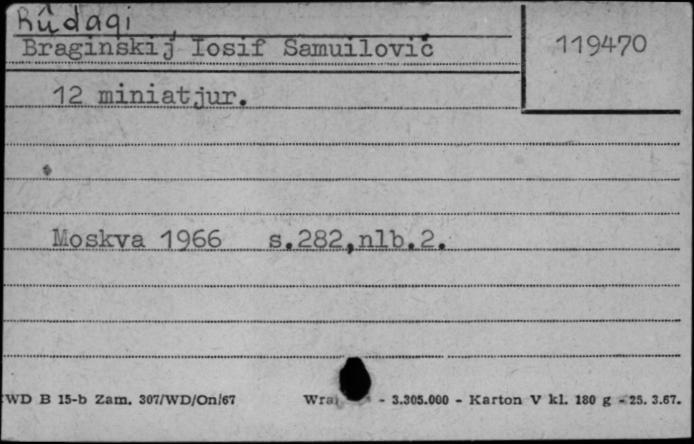 Rûdagi
Braginskij Iosif Samuilovič
119470
12 miniatjur.
Moskva 1966 s.282,nlb.2.
WD B 15-b Zam. 307/WD/On/67 - 3.305.000 - Karton V kl. 180 g - 25. 3.67.